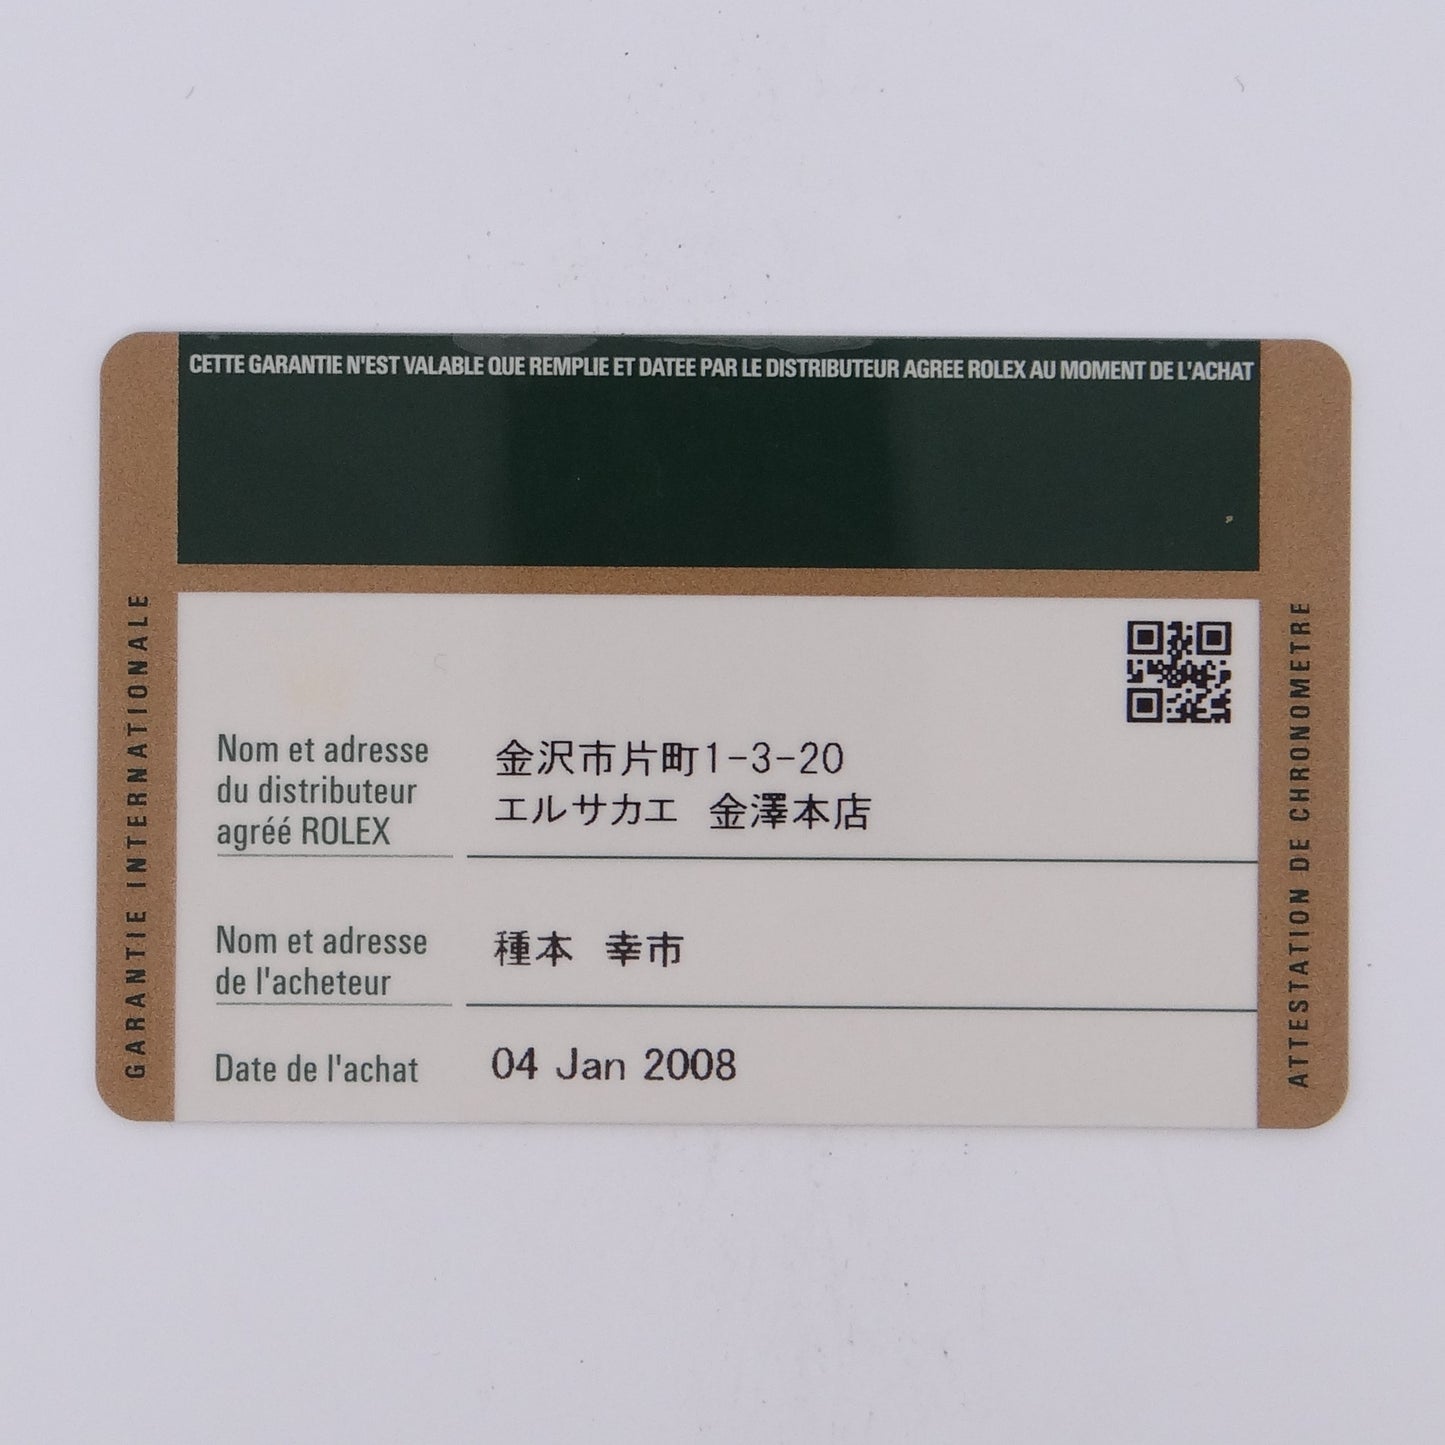 CETTE GARANTIE N'EST VALABLE QUE REMPLIE ET DATEE PAR LE DISTRIBUTEUR AGREE ROLEX AU MOMENT DE L'ACHAT
GARANTIE INTERNATIONALE
Nom et adresse
du distributeur
agréé ROLEX
金沢市片町1-3-20
エルサカエ 金澤本店
Nom et adresse
de l'acheteur
種本 幸市
Date de l'achat
04 Jan 2008
ATTESTATION DE CHRONOMETRE